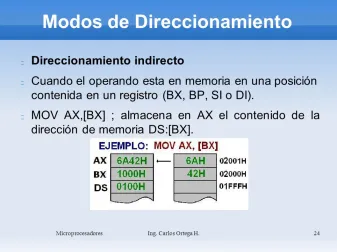 Modos de Direccionamiento
Direccionamiento indirecto
Cuando el operando esta en memoria en una posición
contenida en un registro (BX, BP, SI o DI).
MOV AX,[BX] ; almacena en AX el contenido de la
dirección de memoria DS:[BX].
EJEMPLO: MOV AX, [BX]
AX 6A42H 6AH 02001H
BX 1000H 42H 02000H
DS 0100H 01FFFH
Microprocesadores Ing. Carlos Ortega H. 24